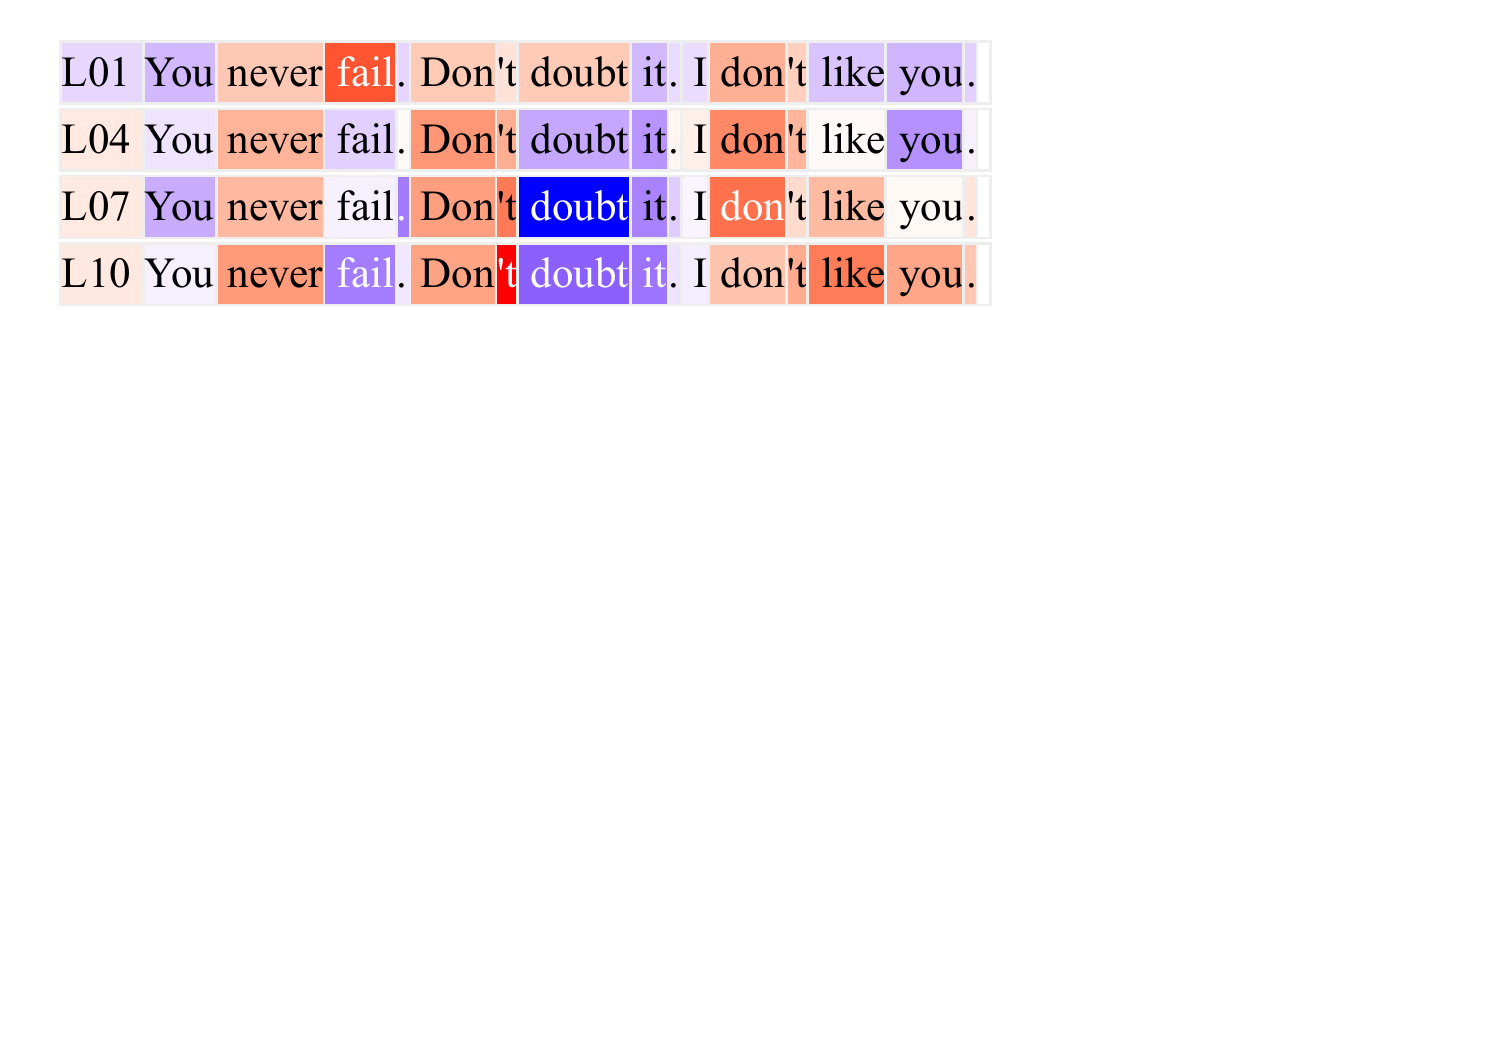 L01 You never fail. Don't doubt it. I don't like you.
L04 You never fail. Don't doubt it. I don't like you.
L07 You never fail. Don't doubt it. I don't like you.
L10 You never fail. Don't doubt it. I don't like you.